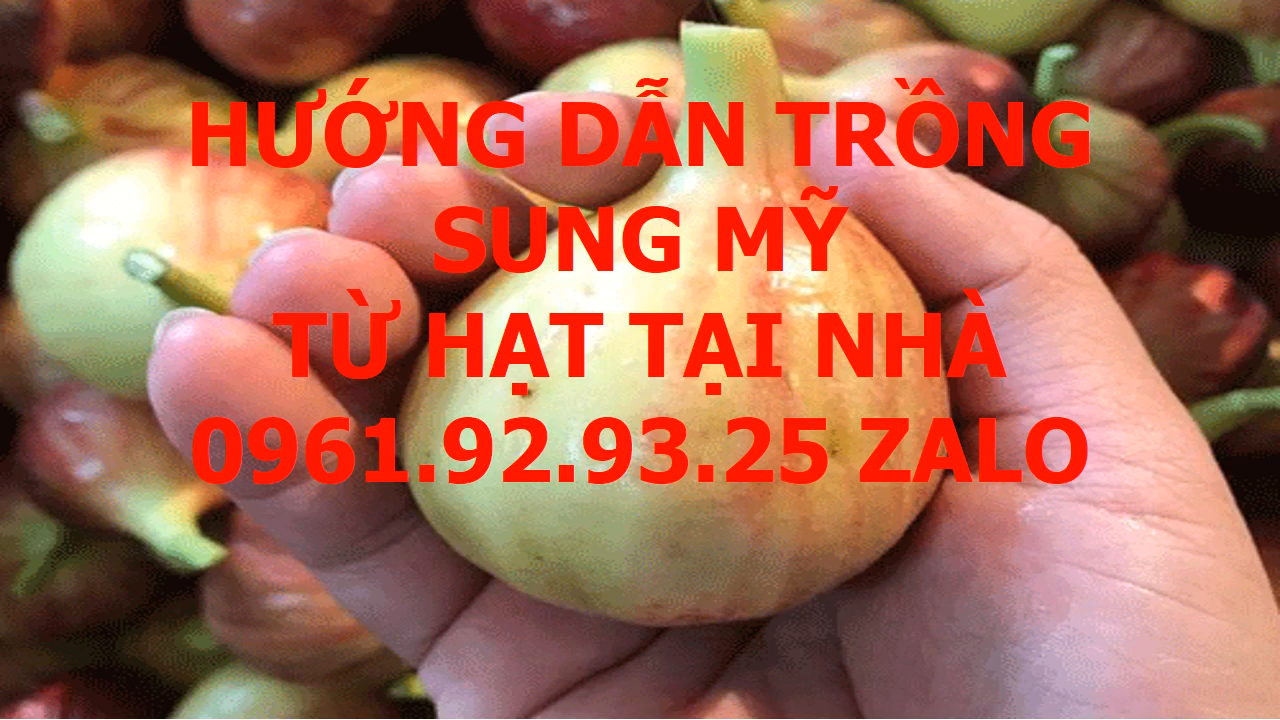 HƯỚNG DẪN TRỒNG
SUNG MỸ
TỪ HẠT TẠI NHÀ
0961.92.93.25 ZALO